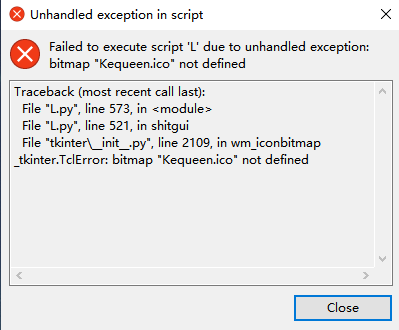 Unhandled exception in script
Failed to execute script 'L' due to unhandled exception:
bitmap "Kequeen.ico" not defined
Traceback (most recent call last):
File "L.py", line 573, in <module>
File "L.py", line 521, in shitgui
File "tkinter\__init__.py", line 2109, in wm_iconbitmap
_tkinter.TclError: bitmap "Kequeen.ico" not defined
Close